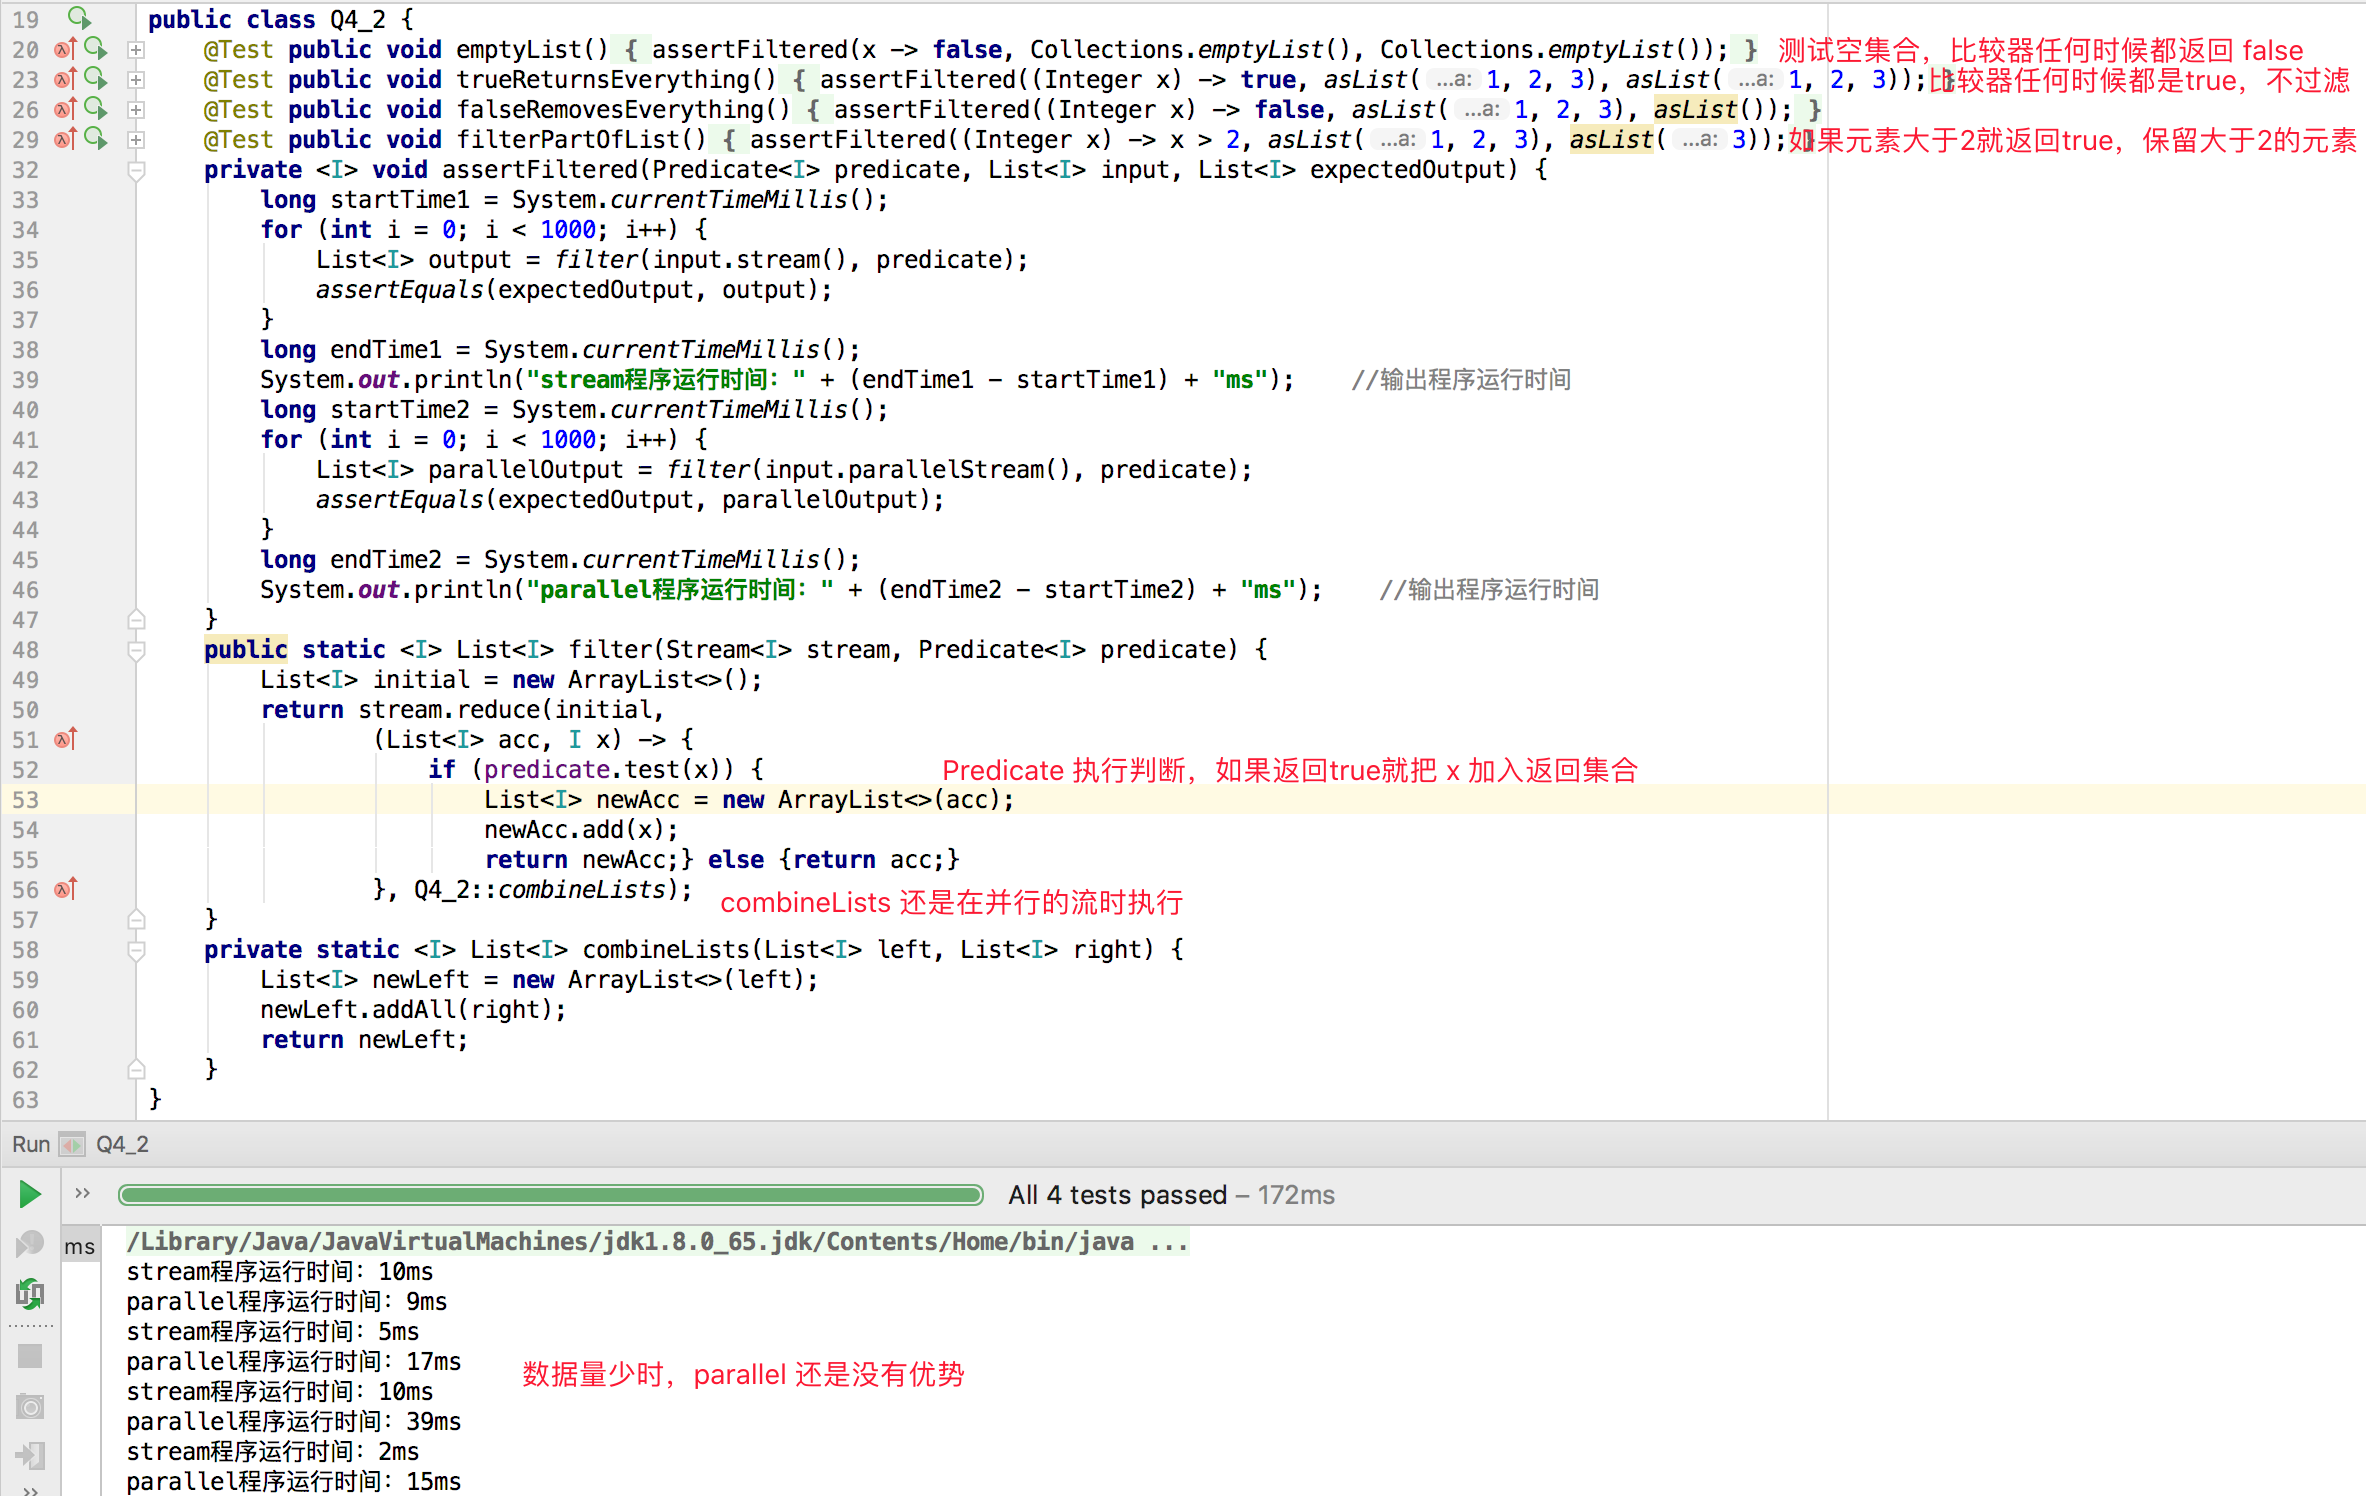 19 public class Q4_2 {
20 @Test public void emptyList() { assertFiltered(x -> false, Collections.emptyList(), Collections.emptyList()); } 测试空集合，比较器任何时候都返回 false
23 @Test public void trueReturnsEverything() { assertFiltered((Integer x) -> true, asList( ...a: 1, 2, 3), asList( ...a: 1, 2, 3)); } 比较器任何时候都是true，不过滤
26 @Test public void falseRemovesEverything() { assertFiltered((Integer x) -> false, asList( ...a: 1, 2, 3), asList()); }
29 @Test public void filterPartOfList() { assertFiltered((Integer x) -> x > 2, asList( ...a: 1, 2, 3), asList( ...a: 3)); } 如果元素大于2就返回true，保留大于2的元素
32 private <I> void assertFiltered(Predicate<I> predicate, List<I> input, List<I> expectedOutput) {
33 long startTime1 = System.currentTimeMillis();
34 for (int i = 0; i < 1000; i++) {
35 List<I> output = filter(input.stream(), predicate);
36 assertEquals(expectedOutput, output);
37 }
38 long endTime1 = System.currentTimeMillis();
39 System.out.println("stream程序运行时间：" + (endTime1 - startTime1) + "ms"); //输出程序运行时间
40 long startTime2 = System.currentTimeMillis();
41 for (int i = 0; i < 1000; i++) {
42 List<I> parallelOutput = filter(input.parallelStream(), predicate);
43 assertEquals(expectedOutput, parallelOutput);
44 }
45 long endTime2 = System.currentTimeMillis();
46 System.out.println("parallel程序运行时间：" + (endTime2 - startTime2) + "ms"); //输出程序运行时间
47 }
48 public static <I> List<I> filter(Stream<I> stream, Predicate<I> predicate) {
49 List<I> initial = new ArrayList<>();
50 return stream.reduce(initial,
51 (List<I> acc, I x) -> {
52 if (predicate.test(x)) { Predicate 执行判断，如果返回true就把 x 加入返回集合
53 List<I> newAcc = new ArrayList<>(acc);
54 newAcc.add(x);
55 return newAcc;} else {return acc;}
56 }, Q4_2::combineLists); combineLists 还是在并行的流时执行
57 }
58 private static <I> List<I> combineLists(List<I> left, List<I> right) {
59 List<I> newLeft = new ArrayList<>(left);
60 newLeft.addAll(right);
61 return newLeft;
62 }
63 }
Run Q4_2
>> All 4 tests passed – 172ms
ms /Library/Java/JavaVirtualMachines/jdk1.8.0_65.jdk/Contents/Home/bin/java ...
stream程序运行时间：10ms
parallel程序运行时间：9ms
stream程序运行时间：5ms
parallel程序运行时间：17ms 数据量少时，parallel 还是没有优势
stream程序运行时间：10ms
parallel程序运行时间：39ms
stream程序运行时间：2ms
parallel程序运行时间：15ms